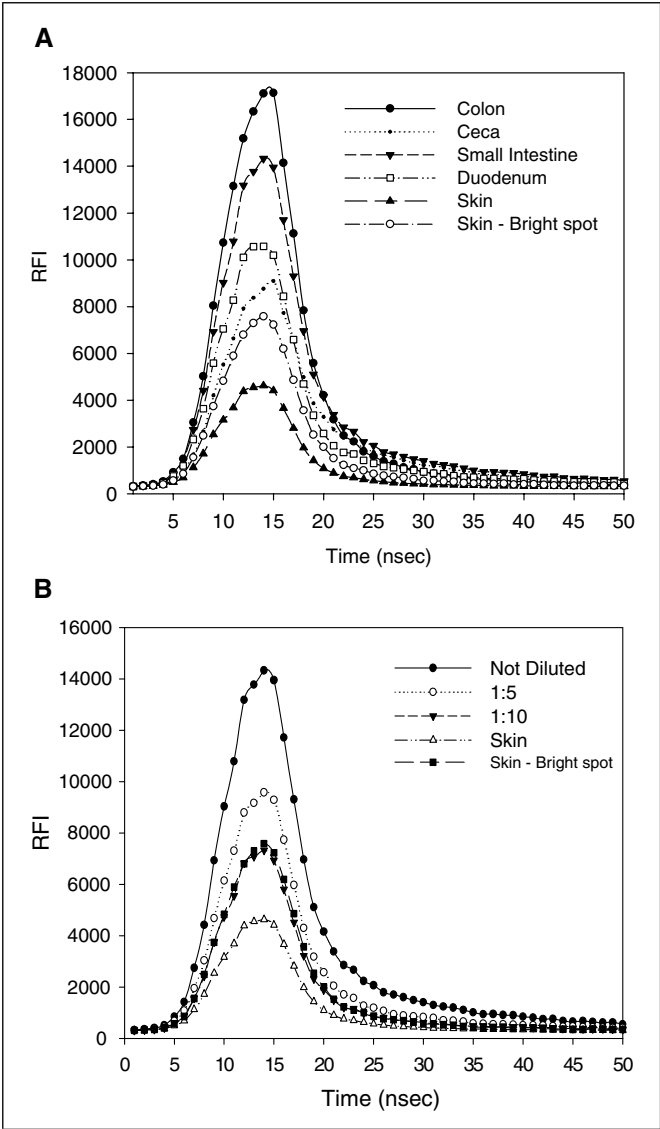 A
18000
16000
14000
12000
10000
8000
6000
4000
2000
0
RFI
Colon
Ceca
Small Intestine
Duodenum
Skin
Skin - Bright spot
5 10 15 20 25 30 35 40 45 50
Time (nsec)
B
16000
14000
12000
10000
8000
6000
4000
2000
0
RFI
Not Diluted
1:5
1:10
Skin
Skin - Bright spot
0 5 10 15 20 25 30 35 40 45 50
Time (nsec)